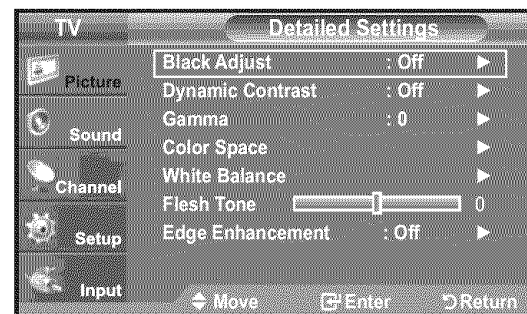 TV
Detailed Settings
Picture
Sound
Channel
Setup
Input
Black Adjust : Off
Dynamic Contrast : Off
Gamma : 0
Color Space
White Balance
Flesh Tone 0
Edge Enhancement : Off
Move Enter Return